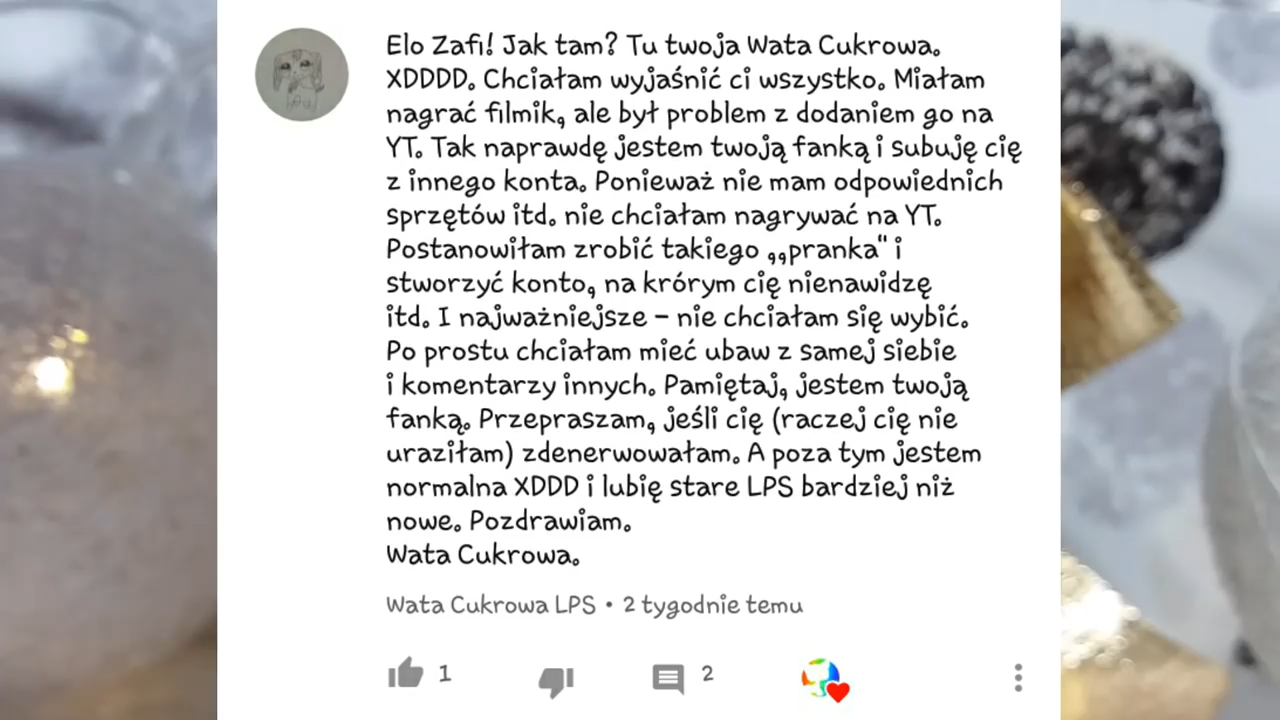 Elo Zafi! Jak tam? Tu twoja Wata Cukrowa.
XDDDD. Chciałam wyjaśnić ci wszystko. Miałam
nagrać filmik, ale był problem z dodaniem go na
YT. Tak naprawdę jestem twoją fanką i subuję cię
z innego konta. Ponieważ nie mam odpowiednich
sprzętów itd. nie chciałam nagrywać na YT.
Postanowiłam zrobić takiego ,,pranka" i
stworzyć konto, na krórym cię nienawidzę
itd. I najważniejsze – nie chciałam się wybić.
Po prostu chciałam mieć ubaw z samej siebie
i komentarzy innych. Pamiętaj, jestem twoją
fanką. Przepraszam, jeśli cię (raczej cię nie
uraziłam) zdenerwowałam. A poza tym jestem
normalna XDDD i lubię stare LPS bardziej niż
nowe. Pozdrawiam.
Wata Cukrowa.
Wata Cukrowa LPS • 2 tygodnie temu
1 2